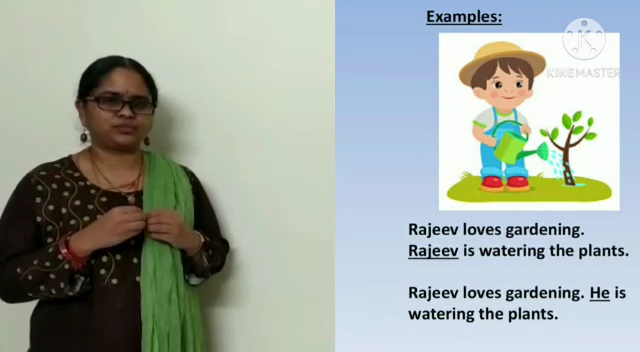 Examples:
KINEMASTER
Rajeev loves gardening.
Rajeev is watering the plants.
Rajeev loves gardening. He is
watering the plants.